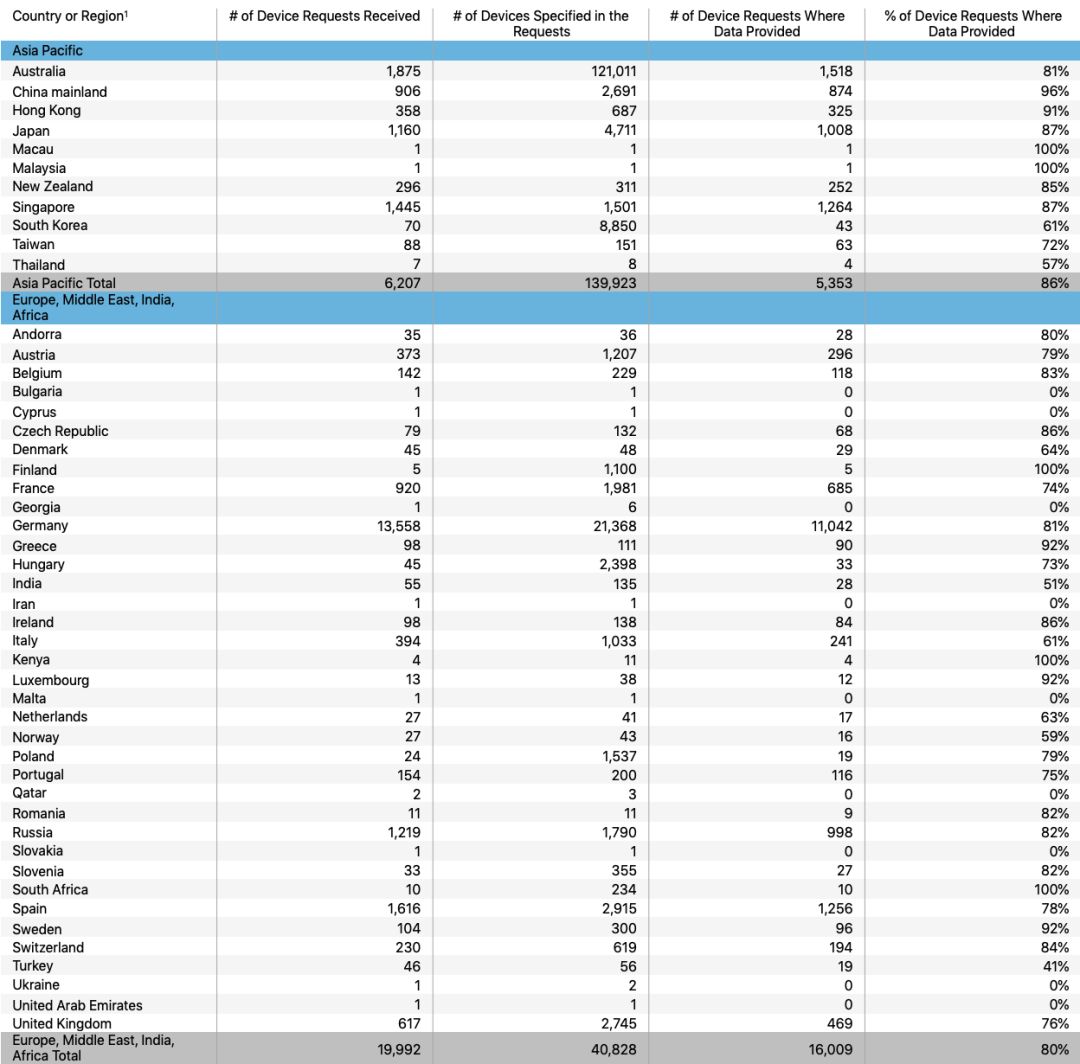 Country or Region¹ # of Device Requests Received # of Devices Specified in the Requests # of Device Requests Where Data Provided % of Device Requests Where Data Provided
Asia Pacific
Australia 1,875 121,011 1,518 81%
China mainland 906 2,691 874 96%
Hong Kong 358 687 325 91%
Japan 1,160 4,711 1,008 87%
Macau 1 1 1 100%
Malaysia 1 1 1 100%
New Zealand 296 311 252 85%
Singapore 1,445 1,501 1,264 87%
South Korea 70 8,850 43 61%
Taiwan 88 151 63 72%
Thailand 7 8 4 57%
Asia Pacific Total 6,207 139,923 5,353 86%
Europe, Middle East, India,
Africa
Andorra 35 36 28 80%
Austria 373 1,207 296 79%
Belgium 142 229 118 83%
Bulgaria 1 1 0 0%
Cyprus 1 1 0 0%
Czech Republic 79 132 68 86%
Denmark 45 48 29 64%
Finland 5 1,100 5 100%
France 920 1,981 685 74%
Georgia 1 6 0 0%
Germany 13,558 21,368 11,042 81%
Greece 98 111 90 92%
Hungary 45 2,398 33 73%
India 55 135 28 51%
Iran 1 1 0 0%
Ireland 98 138 84 86%
Italy 394 1,033 241 61%
Kenya 4 11 4 100%
Luxembourg 13 38 12 92%
Malta 1 1 0 0%
Netherlands 27 41 17 63%
Norway 27 43 16 59%
Poland 24 1,537 19 79%
Portugal 154 200 116 75%
Qatar 2 3 0 0%
Romania 11 11 9 82%
Russia 1,219 1,790 998 82%
Slovakia 1 1 0 0%
Slovenia 33 355 27 82%
South Africa 10 234 10 100%
Spain 1,616 2,915 1,256 78%
Sweden 104 300 96 92%
Switzerland 230 619 194 84%
Turkey 46 56 19 41%
Ukraine 1 2 0 0%
United Arab Emirates 1 1 0 0%
United Kingdom 617 2,745 469 76%
Europe, Middle East, India,
Africa Total 19,992 40,828 16,009 80%